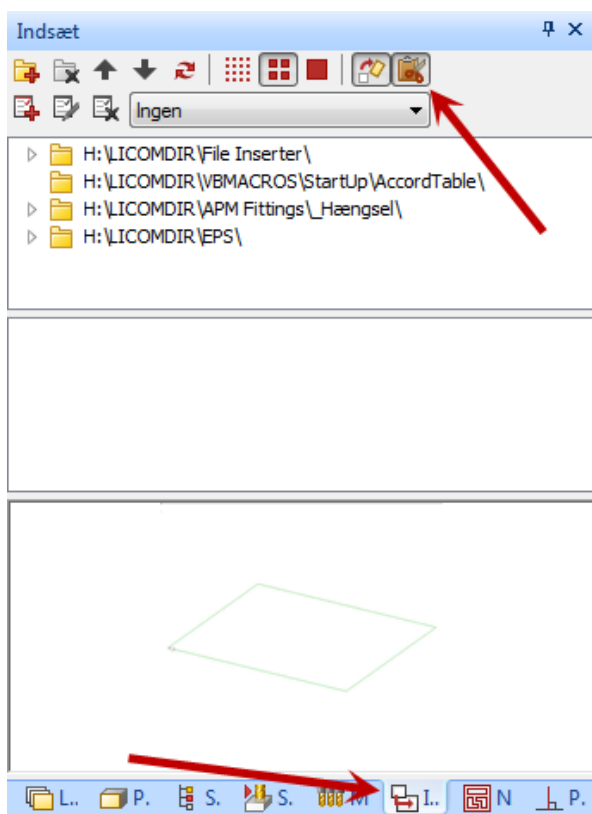 Indsæt
Ingen
H:\LICOMDIR\File Inserter\
H:\LICOMDIR\VBMACROS\StartUp\AccordTable\
H:\LICOMDIR\APM Fittings\_Hængsel\
H:\LICOMDIR\EPS\
L.. P. S. S. M I.. N P.